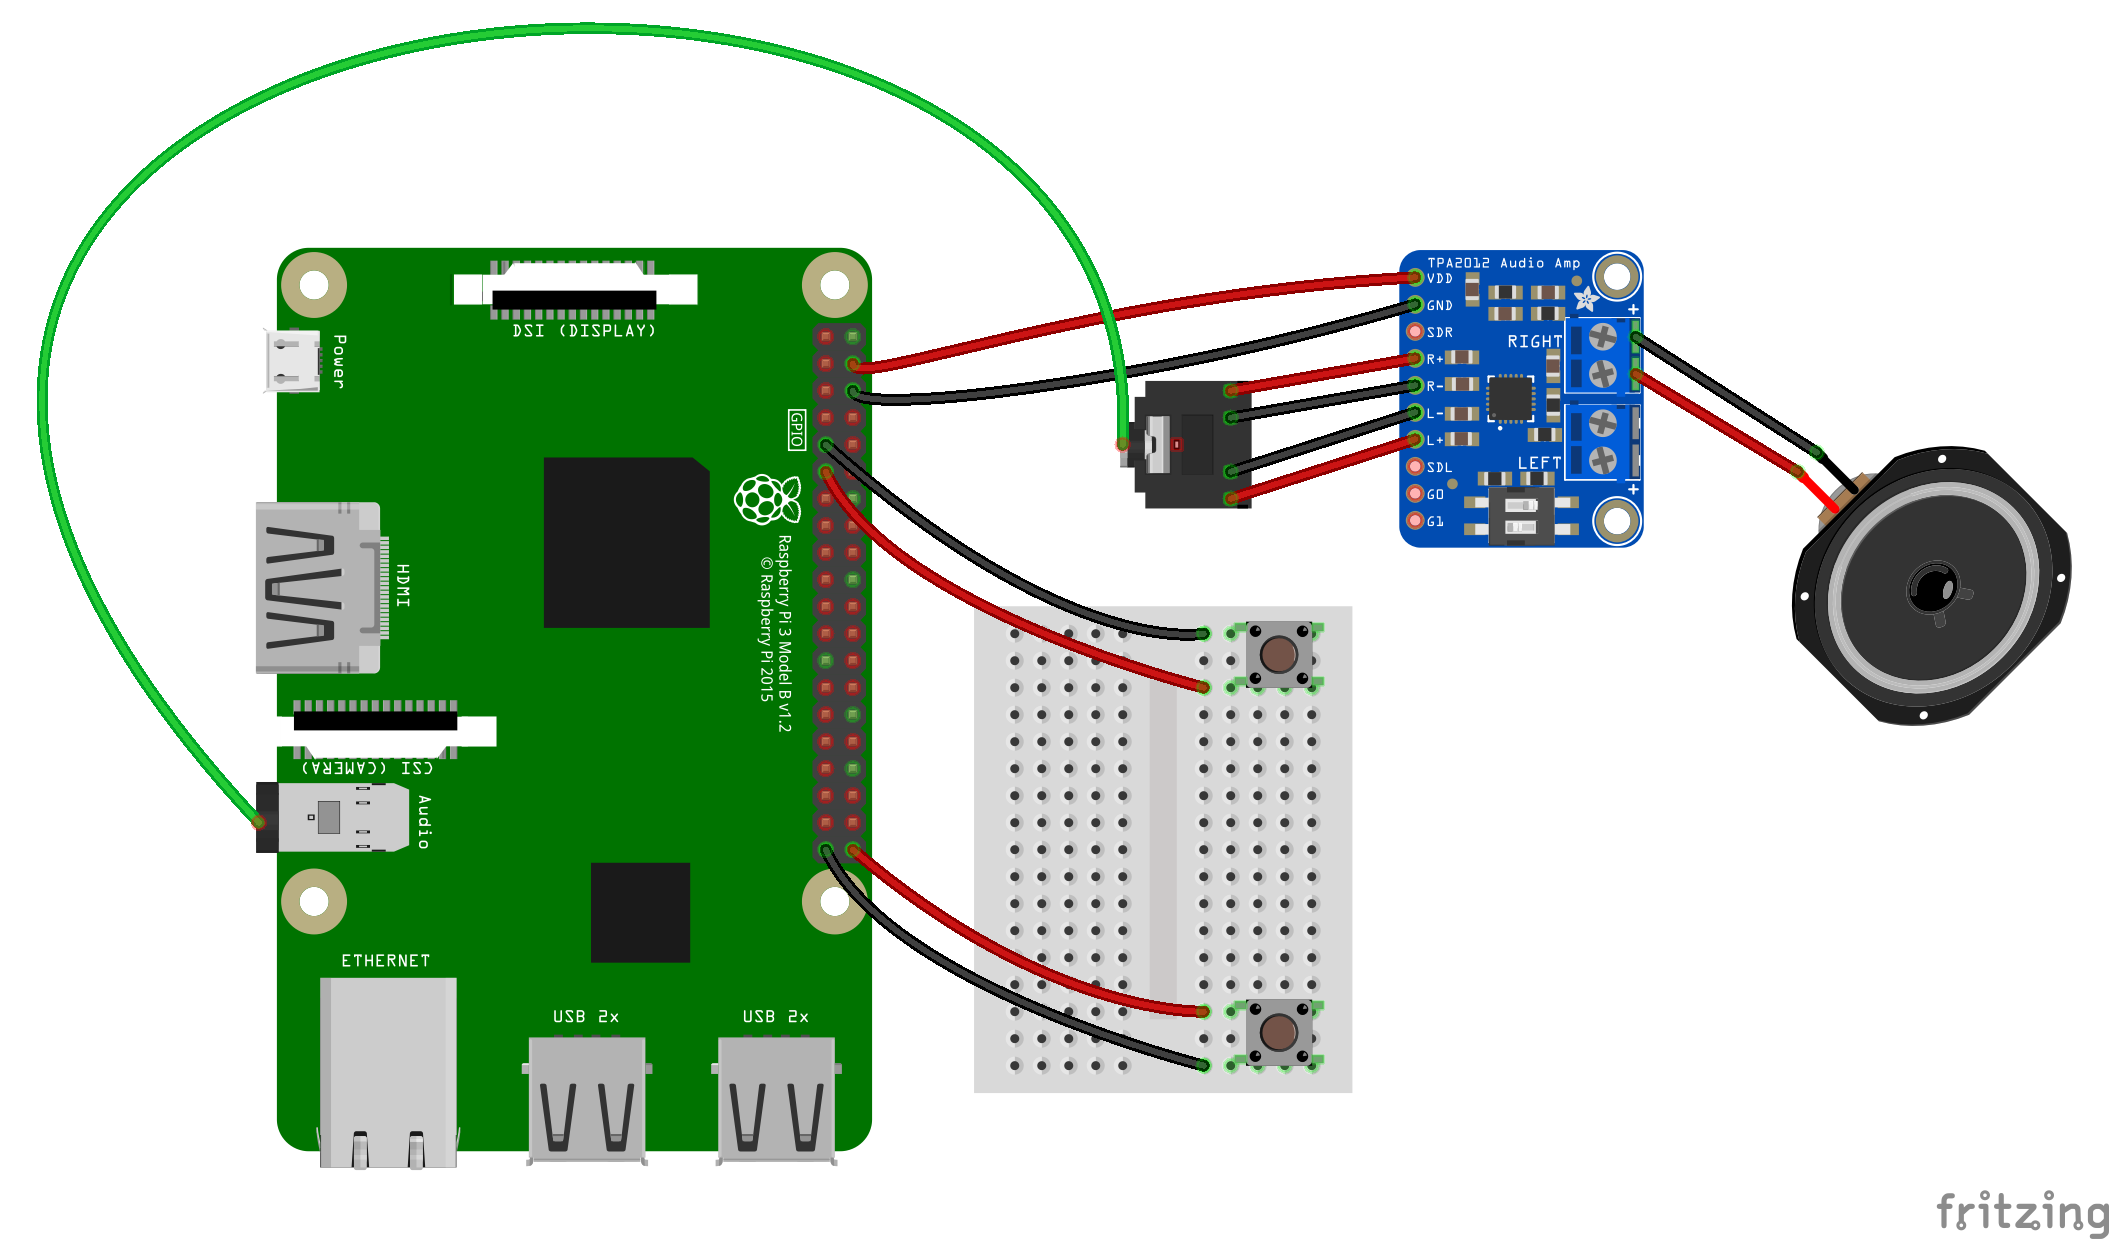 DSI (DISPLAY)
Power
GPIO
HDMI
Raspberry Pi 3 Model B v1.2
© Raspberry Pi 2015
CSI (CAMERA)
Audio
ETHERNET
USB 2x
USB 2x
TPA2012 Audio Amp
VDD
GND
SDR
R+
R-
L-
L+
SDL
G0
G1
+
RIGHT
LEFT
+
fritzing